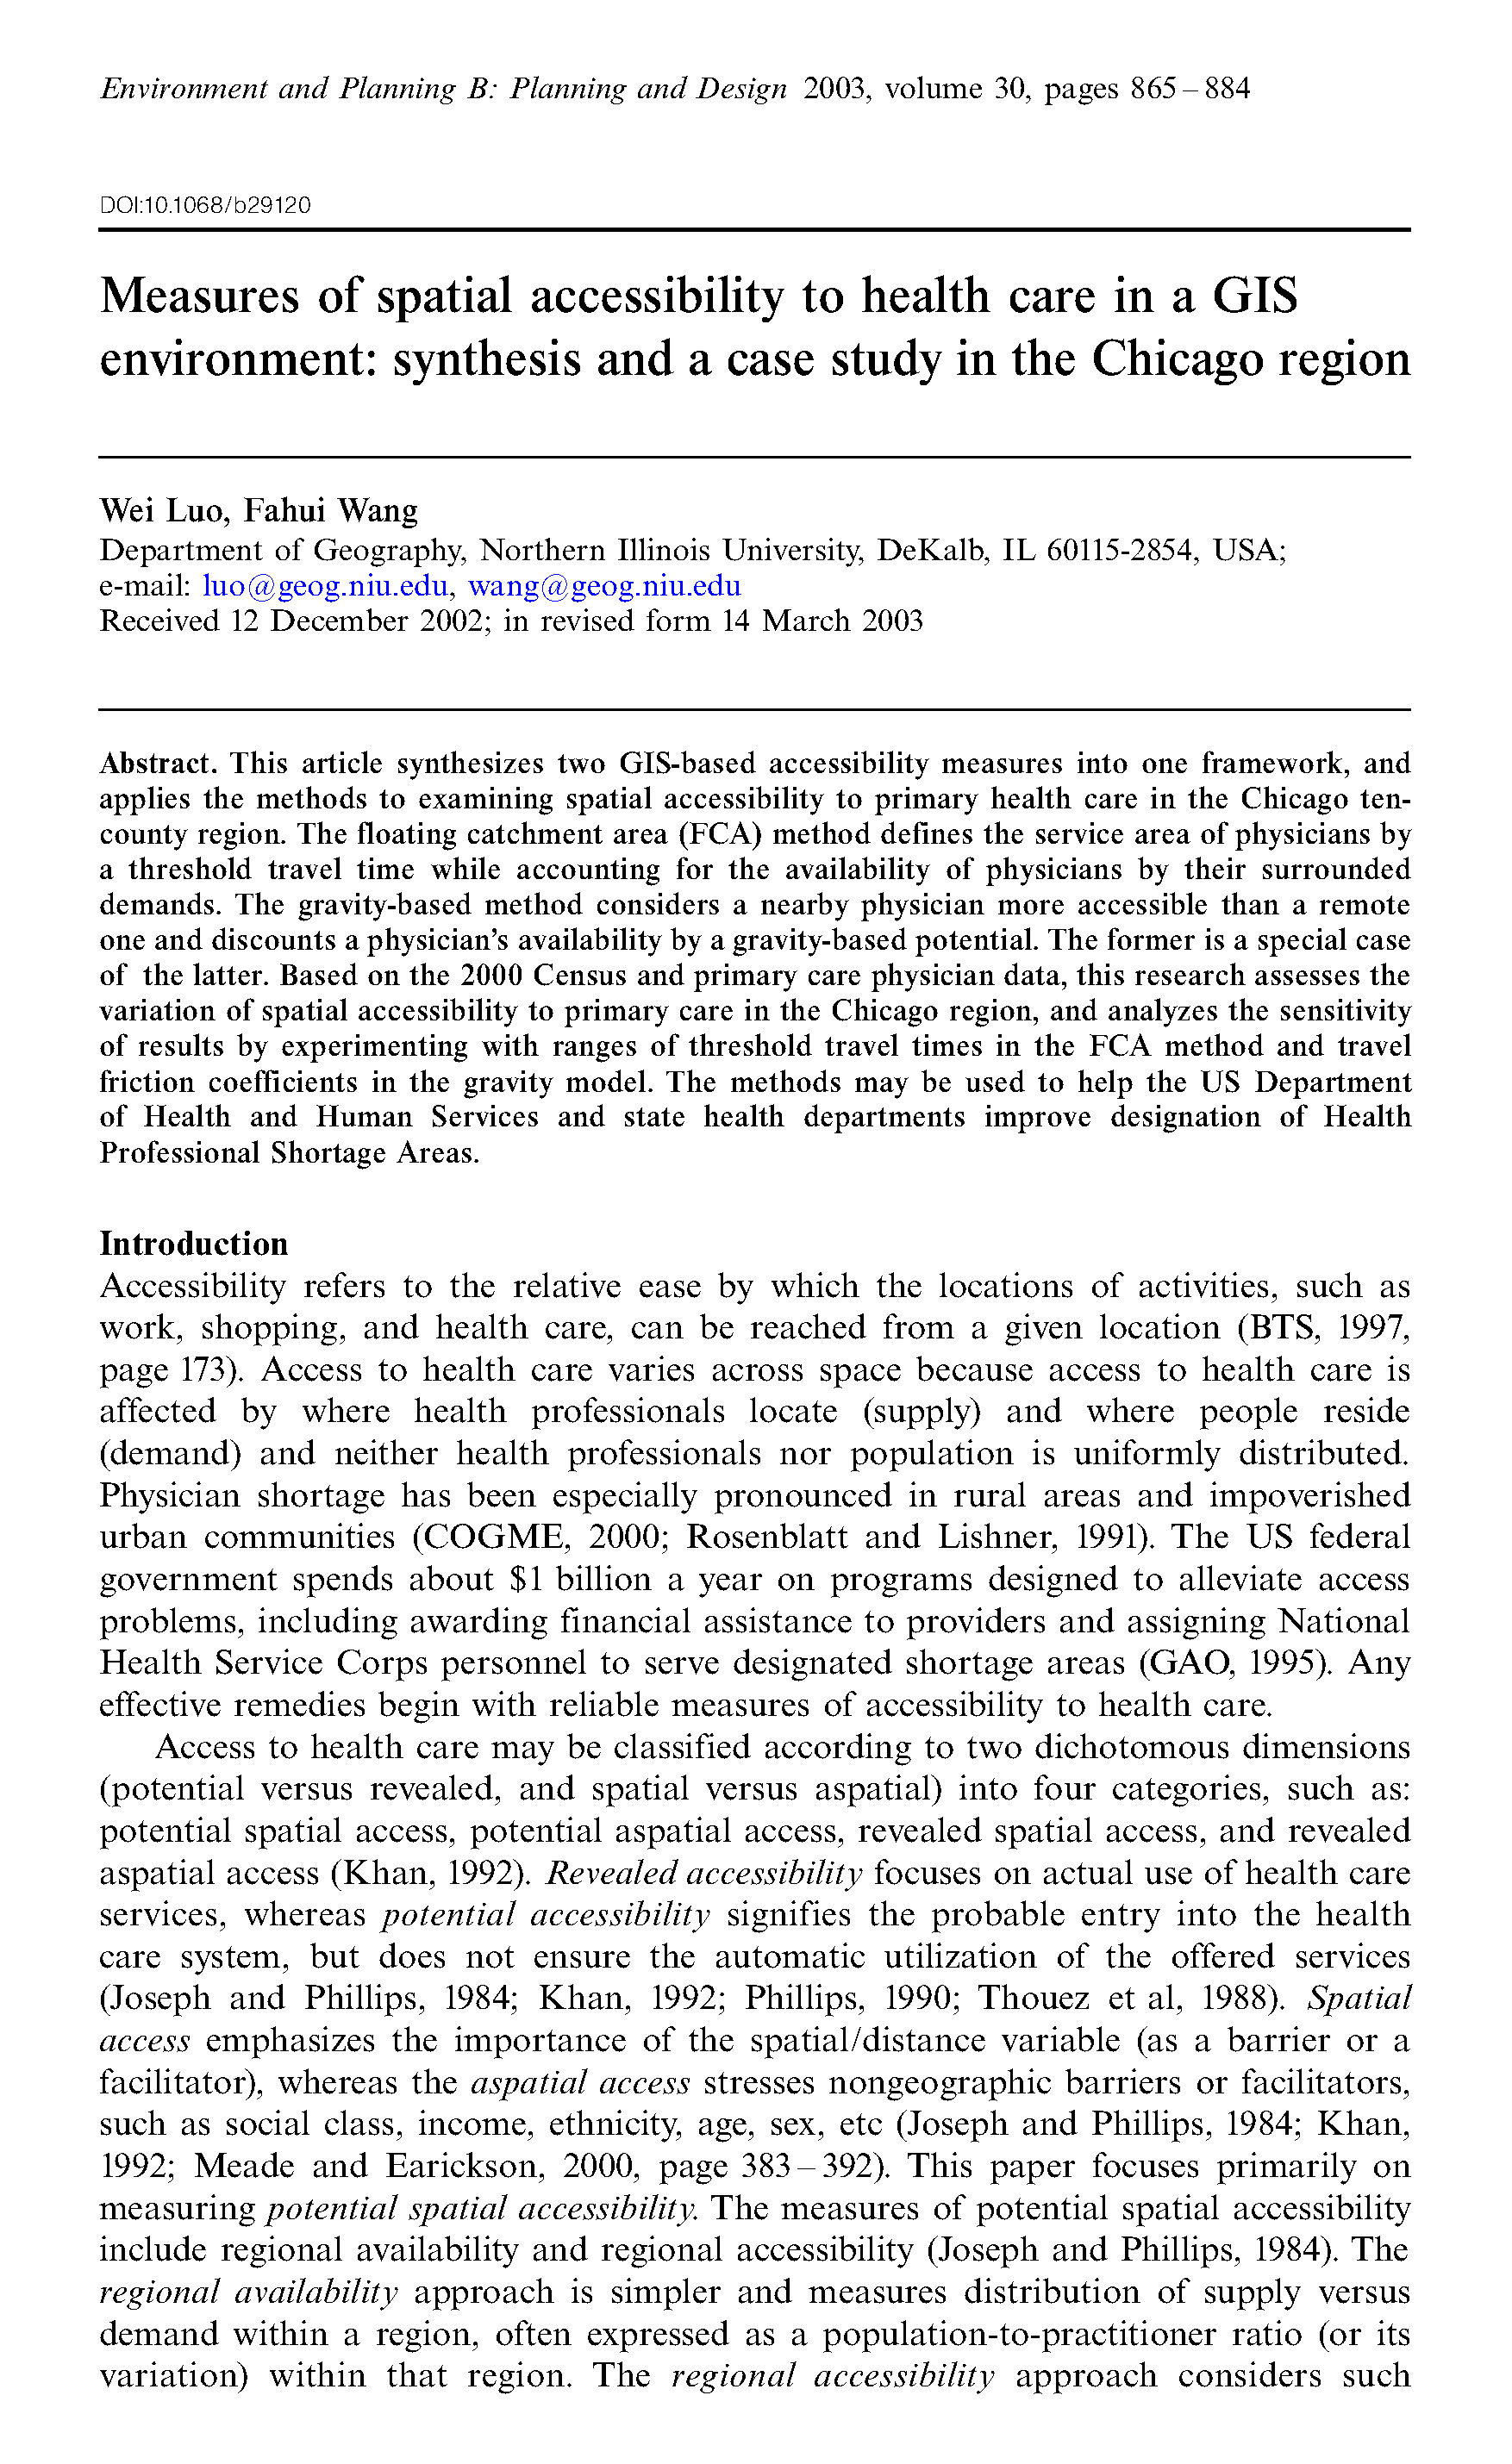 Environment and Planning B: Planning and Design 2003, volume 30, pages 865 – 884
DOI:10.1068/b29120
Measures of spatial accessibility to health care in a GIS
environment: synthesis and a case study in the Chicago region
Wei Luo, Fahui Wang
Department of Geography, Northern Illinois University, DeKalb, IL 60115-2854, USA;
e-mail: luo@geog.niu.edu, wang@geog.niu.edu
Received 12 December 2002; in revised form 14 March 2003
Abstract. This article synthesizes two GIS-based accessibility measures into one framework, and
applies the methods to examining spatial accessibility to primary health care in the Chicago ten-
county region. The floating catchment area (FCA) method defines the service area of physicians by
a threshold travel time while accounting for the availability of physicians by their surrounded
demands. The gravity-based method considers a nearby physician more accessible than a remote
one and discounts a physician's availability by a gravity-based potential. The former is a special case
of the latter. Based on the 2000 Census and primary care physician data, this research assesses the
variation of spatial accessibility to primary care in the Chicago region, and analyzes the sensitivity
of results by experimenting with ranges of threshold travel times in the FCA method and travel
friction coefficients in the gravity model. The methods may be used to help the US Department
of Health and Human Services and state health departments improve designation of Health
Professional Shortage Areas.
Introduction
Accessibility refers to the relative ease by which the locations of activities, such as
work, shopping, and health care, can be reached from a given location (BTS, 1997,
page 173). Access to health care varies across space because access to health care is
affected by where health professionals locate (supply) and where people reside
(demand) and neither health professionals nor population is uniformly distributed.
Physician shortage has been especially pronounced in rural areas and impoverished
urban communities (COGME, 2000; Rosenblatt and Lishner, 1991). The US federal
government spends about $1 billion a year on programs designed to alleviate access
problems, including awarding financial assistance to providers and assigning National
Health Service Corps personnel to serve designated shortage areas (GAO, 1995). Any
effective remedies begin with reliable measures of accessibility to health care.
Access to health care may be classified according to two dichotomous dimensions
(potential versus revealed, and spatial versus aspatial) into four categories, such as:
potential spatial access, potential aspatial access, revealed spatial access, and revealed
aspatial access (Khan, 1992). Revealed accessibility focuses on actual use of health care
services, whereas potential accessibility signifies the probable entry into the health
care system, but does not ensure the automatic utilization of the offered services
(Joseph and Phillips, 1984; Khan, 1992; Phillips, 1990; Thouez et al, 1988). Spatial
access emphasizes the importance of the spatial/distance variable (as a barrier or a
facilitator), whereas the aspatial access stresses nongeographic barriers or facilitators,
such as social class, income, ethnicity, age, sex, etc (Joseph and Phillips, 1984; Khan,
1992; Meade and Earickson, 2000, page 383 – 392). This paper focuses primarily on
measuring potential spatial accessibility. The measures of potential spatial accessibility
include regional availability and regional accessibility (Joseph and Phillips, 1984). The
regional availability approach is simpler and measures distribution of supply versus
demand within a region, often expressed as a population-to-practitioner ratio (or its
variation) within that region. The regional accessibility approach considers such